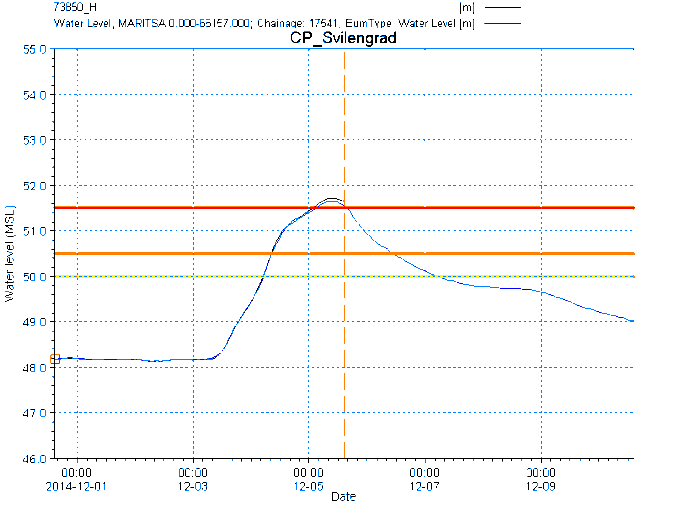 73850_H [m]
Water Level, MARITSA 0.000-65157.000; Chainage: 17541, EumType Water Level [m]
CP_Svilengrad
55.0
54.0
53.0
52.0
51.0
50.0
49.0
48.0
47.0
46.0
Water level (MSL)
00:00 00:00 00:00 00:00 00:00
2014-12-01 12-03 12-05 12-07 12-09
Date